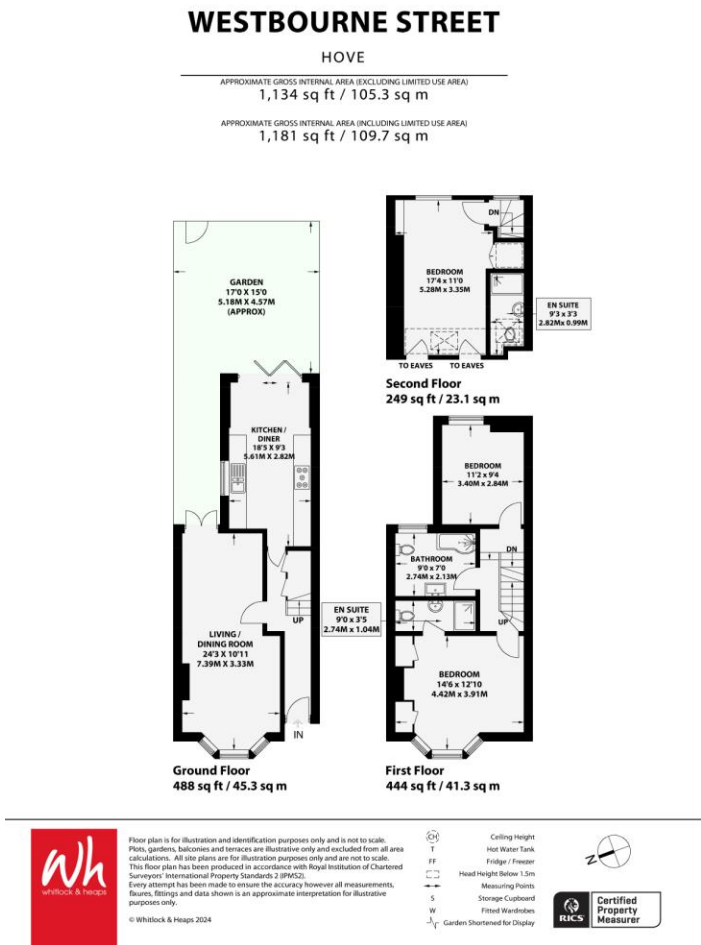 WESTBOURNE STREET
HOVE
APPROXIMATE GROSS INTERNAL AREA (EXCLUDING LIMITED USE AREA)
1,134 sq ft / 105.3 sq m
APPROXIMATE GROSS INTERNAL AREA (INCLUDING LIMITED USE AREA)
1,181 sq ft / 109.7 sq m
GARDEN
17'0 X 15'0
5.18M X 4.57M
(APPROX)
KITCHEN /
DINER
18'5 X 9'3
5.61M X 2.82M
LIVING /
DINING ROOM
24'3 X 10'11
7.39M X 3.33M
UP
IN
Ground Floor
488 sq ft / 45.3 sq m
DN
BEDROOM
17'4 x 11'0
5.28M x 3.35M
EN SUITE
9'3 x 3'3
2.82Mx 0.99M
TO EAVES
TO EAVES
Second Floor
249 sq ft / 23.1 sq m
BEDROOM
11'2 x 9'4
3.40M x 2.84M
DN
BATHROOM
9'0 x 7'0
2.74M x 2.13M
EN SUITE
9'0 x 3'5
2.74M x 1.04M
UP
BEDROOM
14'6 x 12'10
4.42M x 3.91M
First Floor
444 sq ft / 41.3 sq m
wh
whitlock & heaps
Floor plan is for illustration and identification purposes only and is not to scale.
Plots, gardens, balconies and terraces are illustrative only and excluded from all area
calculations. All site plans are for illustration purposes only and are not to scale.
This floor plan has been produced in accordance with Royal Institution of Chartered
Surveyors' International Property Standards 2 (IPMS2).
Every attempt has been made to ensure the accuracy however all measurements,
fixures, fittings and data shown is an approximate interpretation for illustrative
purposes only.
© Whitlock & Heaps 2024
CH Ceiling Height
T Hot Water Tank
FF Fridge / Freezer
Head Height Below 1.5m
Measuring Points
S Storage Cupboard
W Fitted Wardrobes
Garden Shortened for Display
Z
RICS
Certified
Property
Measurer